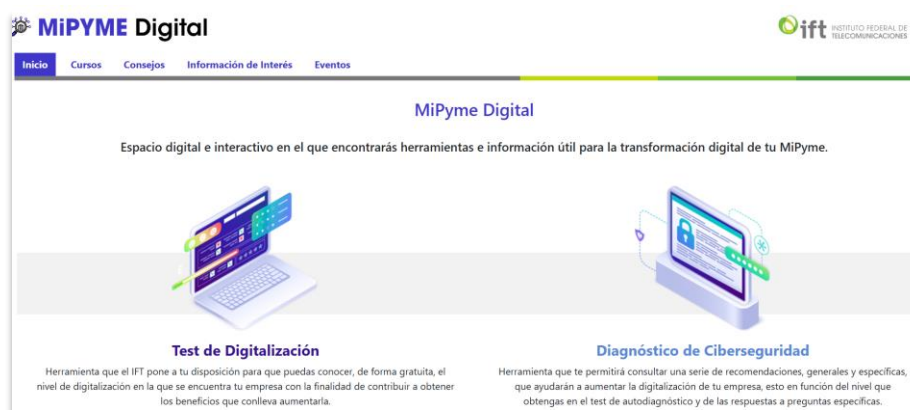 MiPYME Digital
ift INSTITUTO FEDERAL DE
TELECOMUNICACIONES
Inicio Cursos Consejos Información de Interés Eventos
MiPyme Digital
Espacio digital e interactivo en el que encontrarás herramientas e información útil para la transformación digital de tu MiPyme.
Test de Digitalización
Herramienta que el IFT pone a tu disposición para que puedas conocer, de forma gratuita, el
nivel de digitalización en la que se encuentra tu empresa con la finalidad de contribuir a obtener
los beneficios que conlleva aumentarla.
Diagnóstico de Ciberseguridad
Herramienta que te permitirá consultar una serie de recomendaciones, generales y específicas,
que ayudarán a aumentar la digitalización de tu empresa, esto en función del nivel que
obtengas en el test de autodiagnóstico y de las respuestas a preguntas específicas.